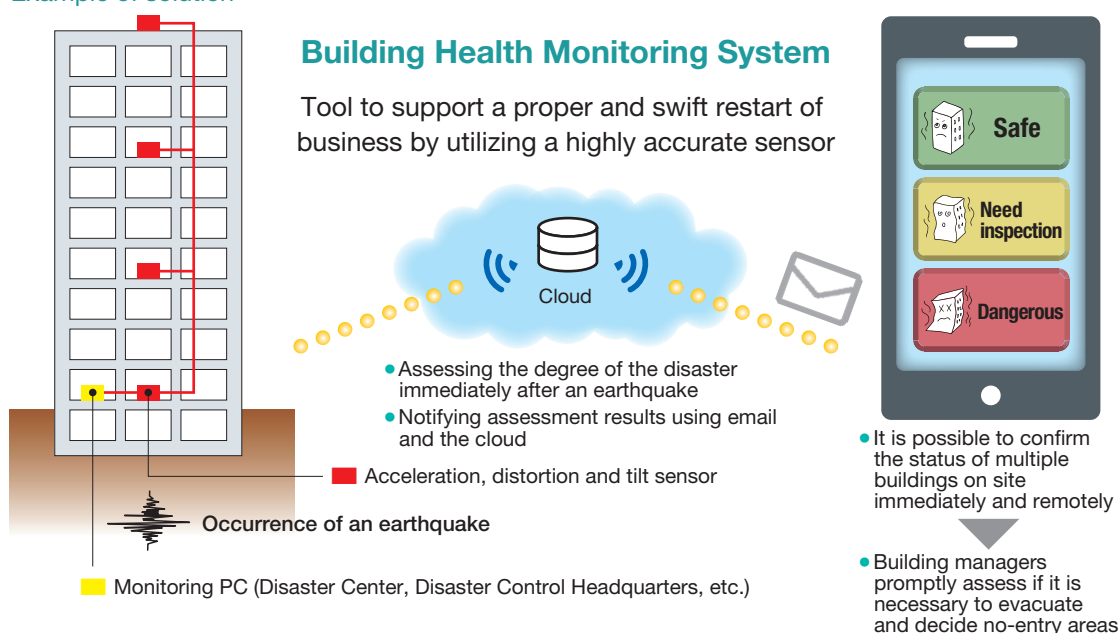 Example of solution
Building Health Monitoring System
Tool to support a proper and swift restart of
business by utilizing a highly accurate sensor
Cloud
• Assessing the degree of the disaster
immediately after an earthquake
• Notifying assessment results using email
and the cloud
Acceleration, distortion and tilt sensor
Occurrence of an earthquake
Monitoring PC (Disaster Center, Disaster Control Headquarters, etc.)
Safe
Need
inspection
Dangerous
• It is possible to confirm
the status of multiple
buildings on site
immediately and remotely
• Building managers
promptly assess if it is
necessary to evacuate
and decide no-entry areas